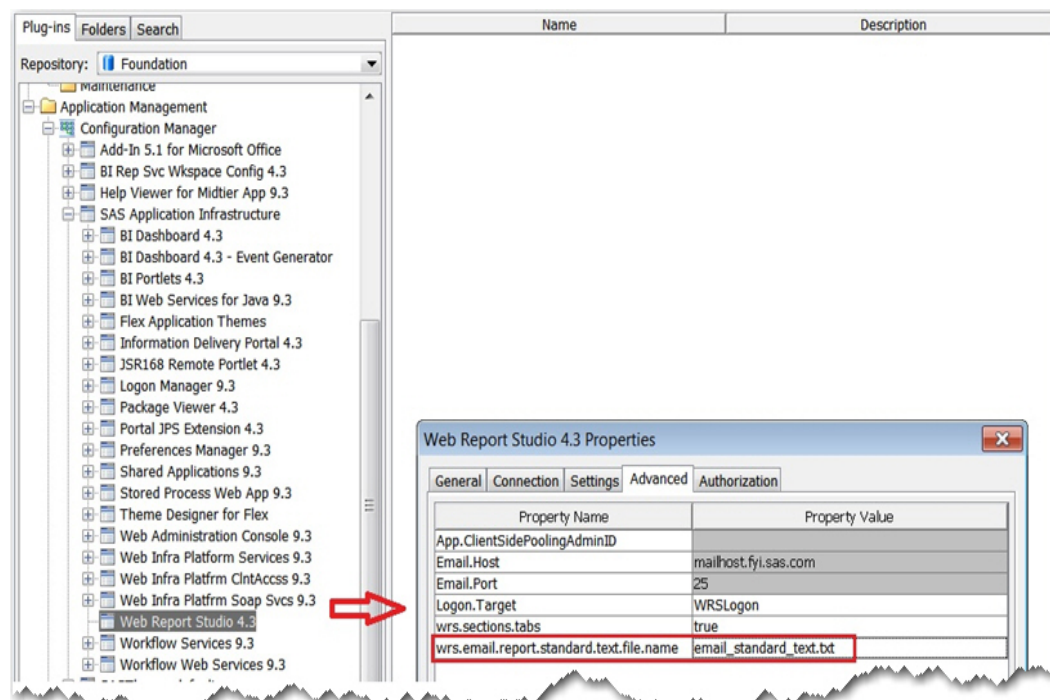 Plug-ins Folders Search
Repository: Foundation
Name Description
Maintenance
Application Management
Configuration Manager
Add-In 5.1 for Microsoft Office
BI Rep Svc Wkspace Config 4.3
Help Viewer for Midtier App 9.3
SAS Application Infrastructure
BI Dashboard 4.3
BI Dashboard 4.3 - Event Generator
BI Portlets 4.3
BI Web Services for Java 9.3
Flex Application Themes
Information Delivery Portal 4.3
JSR168 Remote Portlet 4.3
Logon Manager 9.3
Package Viewer 4.3
Portal JPS Extension 4.3
Preferences Manager 9.3
Shared Applications 9.3
Stored Process Web App 9.3
Theme Designer for Flex
Web Administration Console 9.3
Web Infra Platform Services 9.3
Web Infra Platfrm ClntAccss 9.3
Web Infra Platfrm Soap Svcs 9.3
Web Report Studio 4.3
Workflow Services 9.3
Workflow Web Services 9.3
Web Report Studio 4.3 Properties
General Connection Settings Advanced Authorization
Property Name Property Value
App.ClientSidePoolingAdminID
Email.Host mailhost.fyi.sas.com
Email.Port 25
Logon.Target WRSLogon
wrs.sections.tabs true
wrs.email.report.standard.text.file.name email_standard_text.txt